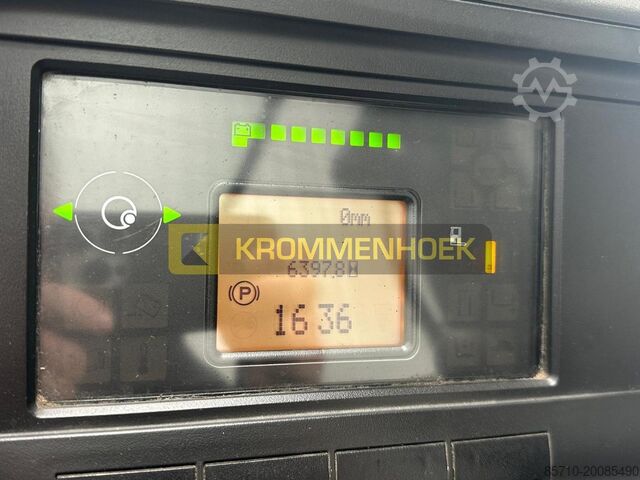 0mm
KROMMENHOEK
6397.8
(P)
16 36
85710-20085490